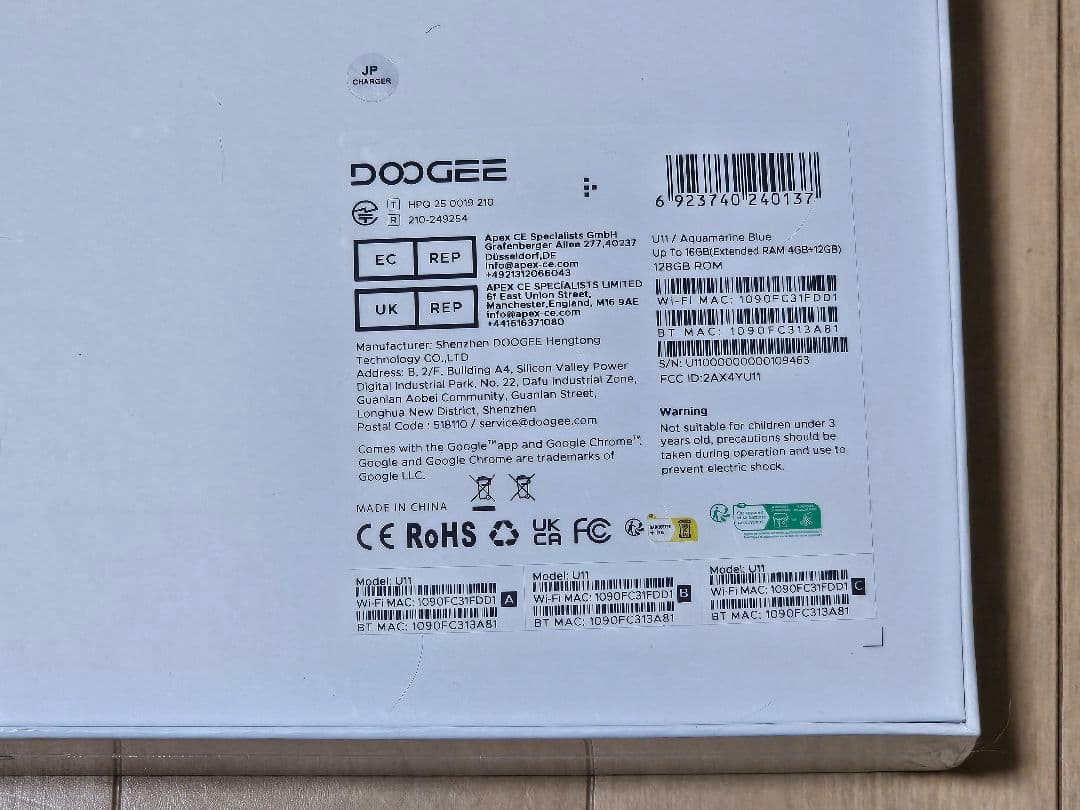 JP
CHARGER
DOOGEE
T HPQ 25 0019 210
R 210-249254
EC REP
Apex CE Specialists GmbH
Grafenberger Allen 277,40237
Düsseldorf,DE
info@apex-ce.com
+4921312066043
UK REP
APEX CE SPECIALISTS LIMITED
61 East Union Street,
Manchester,England, M16 9AE
info@apex-ce.com
+441616371080
Manufacturer: Shenzhen DOOGEE Hengtong
Technology CO.,LTD
Address: B, 2/F, Building A4, Silicon Valley Power
Digital Industrial Park, No. 22, Dafu Industrial Zone,
Guanlan Aobei Community, Guanlan Street,
Longhua New District, Shenzhen
Postal Code : 518110 / service@doogee.com
Comes with the Google™app and Google Chrome™.
Google and Google Chrome are trademarks of
Google LLC.
MADE IN CHINA
CE RoHS UK CA FC
6 923740 240137
U11 / Aquamarine Blue
Up To 16GB(Extended RAM 4GB+12GB)
128GB ROM
Wi-Fi MAC: 1090FC31FDD1
BT MAC: 1090FC313A81
S/N: U1100000000109463
FCC ID:2AX4YU11
Warning
Not suitable for children under 3
years old, precautions should be
taken during operation and use to
prevent electric shock.
Model: U11
Wi-Fi MAC: 1090FC31FDD1 A
BT MAC: 1090FC313A81
Model: U11
Wi-Fi MAC: 1090FC31FDD1 B
BT MAC: 1090FC313A81
Model: U11
Wi-Fi MAC: 1090FC31FDD1 C
BT MAC: 1090FC313A81